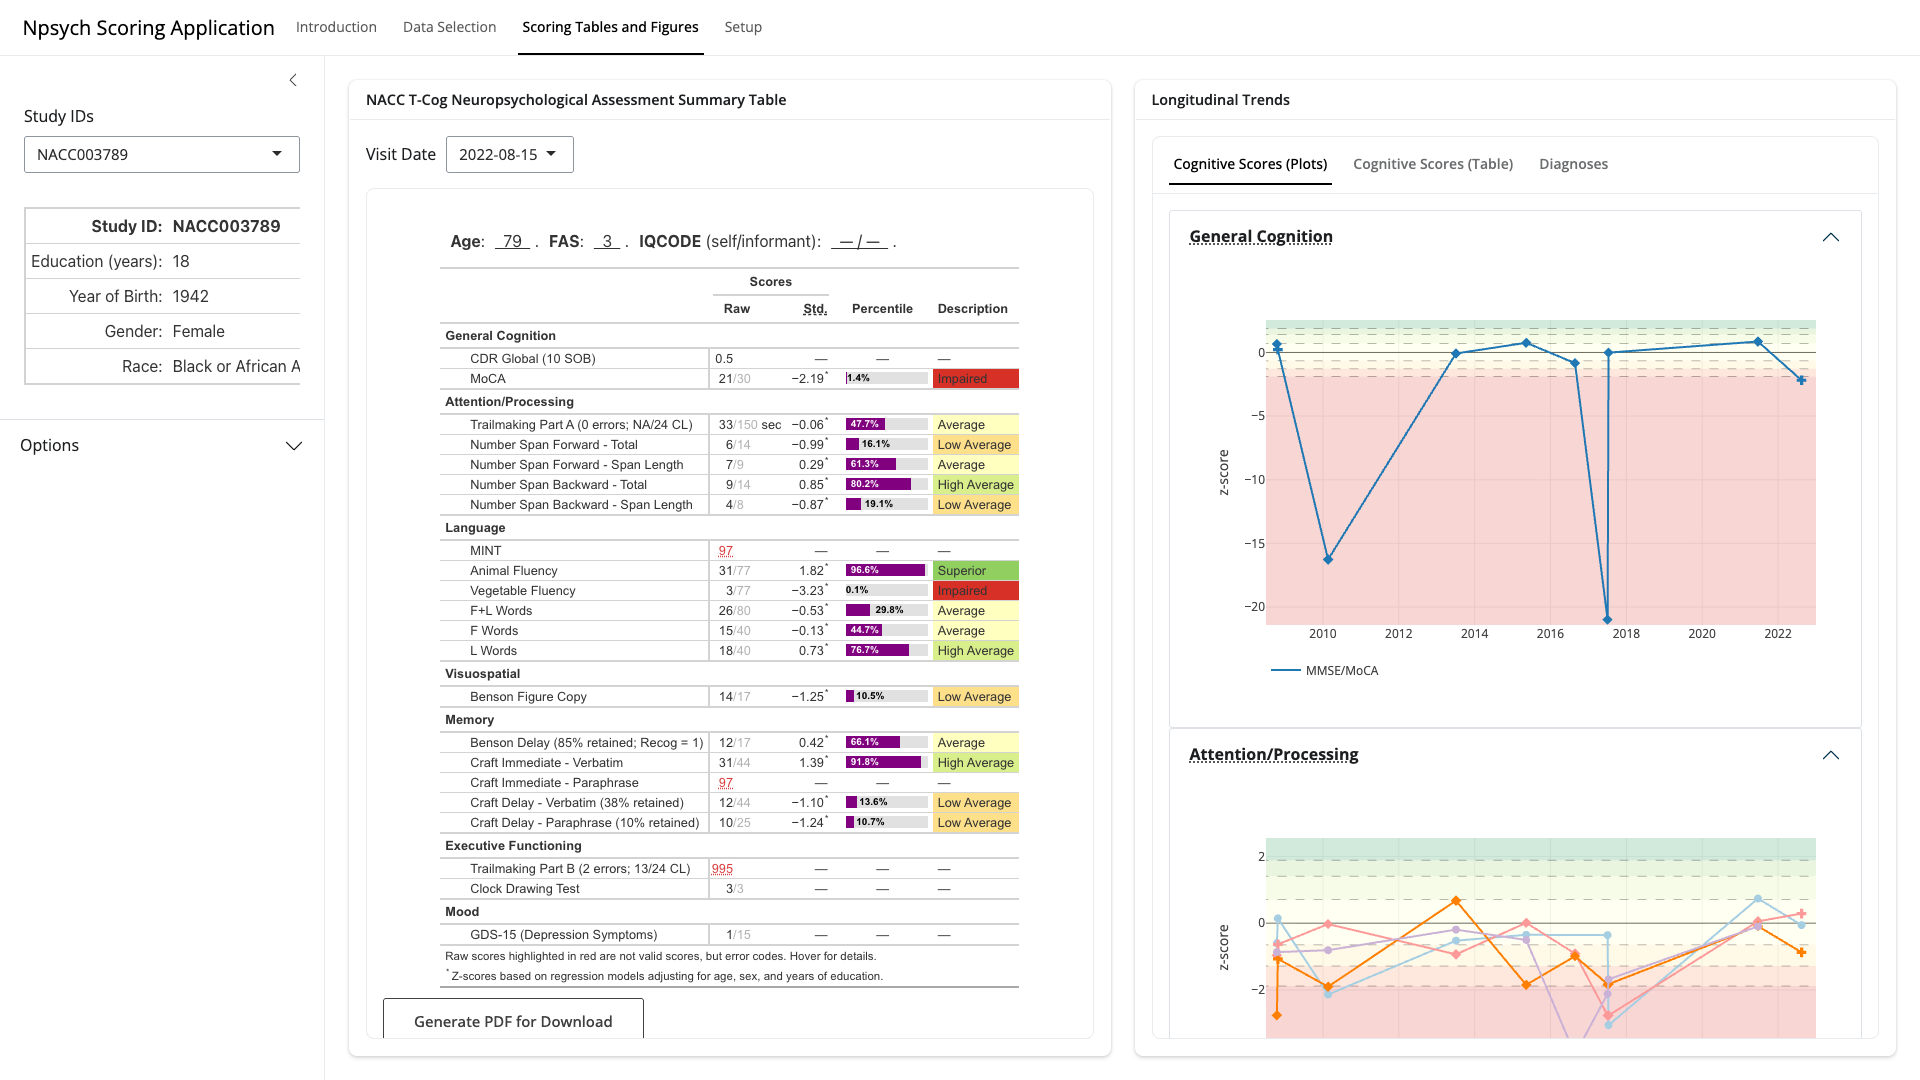 Npsych Scoring Application Introduction Data Selection Scoring Tables and Figures Setup
Study IDs
NACC003789
Study ID: NACC003789
Education (years): 18
Year of Birth: 1942
Gender: Female
Race: Black or African A
Options
NACC T-Cog Neuropsychological Assessment Summary Table
Visit Date 2022-08-15
Age: 79 . FAS: 3 . IQCODE (self/informant): — / — .
Scores
Raw Std. Percentile Description
General Cognition
CDR Global (10 SOB) 0.5 — — —
MoCA 21/30 −2.19* 1.4% Impaired
Attention/Processing
Trailmaking Part A (0 errors; NA/24 CL) 33/150 sec −0.06* 47.7% Average
Number Span Forward - Total 6/14 −0.99* 16.1% Low Average
Number Span Forward - Span Length 7/9 0.29* 61.3% Average
Number Span Backward - Total 9/14 0.85* 80.2% High Average
Number Span Backward - Span Length 4/8 −0.87* 19.1% Low Average
Language
MINT 97 — — —
Animal Fluency 31/77 1.82* 96.6% Superior
Vegetable Fluency 3/77 −3.23* 0.1% Impaired
F+L Words 26/80 −0.53* 29.8% Average
F Words 15/40 −0.13* 44.7% Average
L Words 18/40 0.73* 76.7% High Average
Visuospatial
Benson Figure Copy 14/17 −1.25* 10.5% Low Average
Memory
Benson Delay (85% retained; Recog = 1) 12/17 0.42* 66.1% Average
Craft Immediate - Verbatim 31/44 1.39* 91.8% High Average
Craft Immediate - Paraphrase 97 — — —
Craft Delay - Verbatim (38% retained) 12/44 −1.10* 13.6% Low Average
Craft Delay - Paraphrase (10% retained) 10/25 −1.24* 10.7% Low Average
Executive Functioning
Trailmaking Part B (2 errors; 13/24 CL) 995 — — —
Clock Drawing Test 3/3 — — —
Mood
GDS-15 (Depression Symptoms) 1/15 — — —
Raw scores highlighted in red are not valid scores, but error codes. Hover for details.
* Z-scores based on regression models adjusting for age, sex, and years of education.
Generate PDF for Download
Longitudinal Trends
Cognitive Scores (Plots) Cognitive Scores (Table) Diagnoses
General Cognition
0
−5
−10
−15
−20
z-score
2010 2012 2014 2016 2018 2020 2022
MMSE/MoCA
Attention/Processing
2
0
−2
z-score